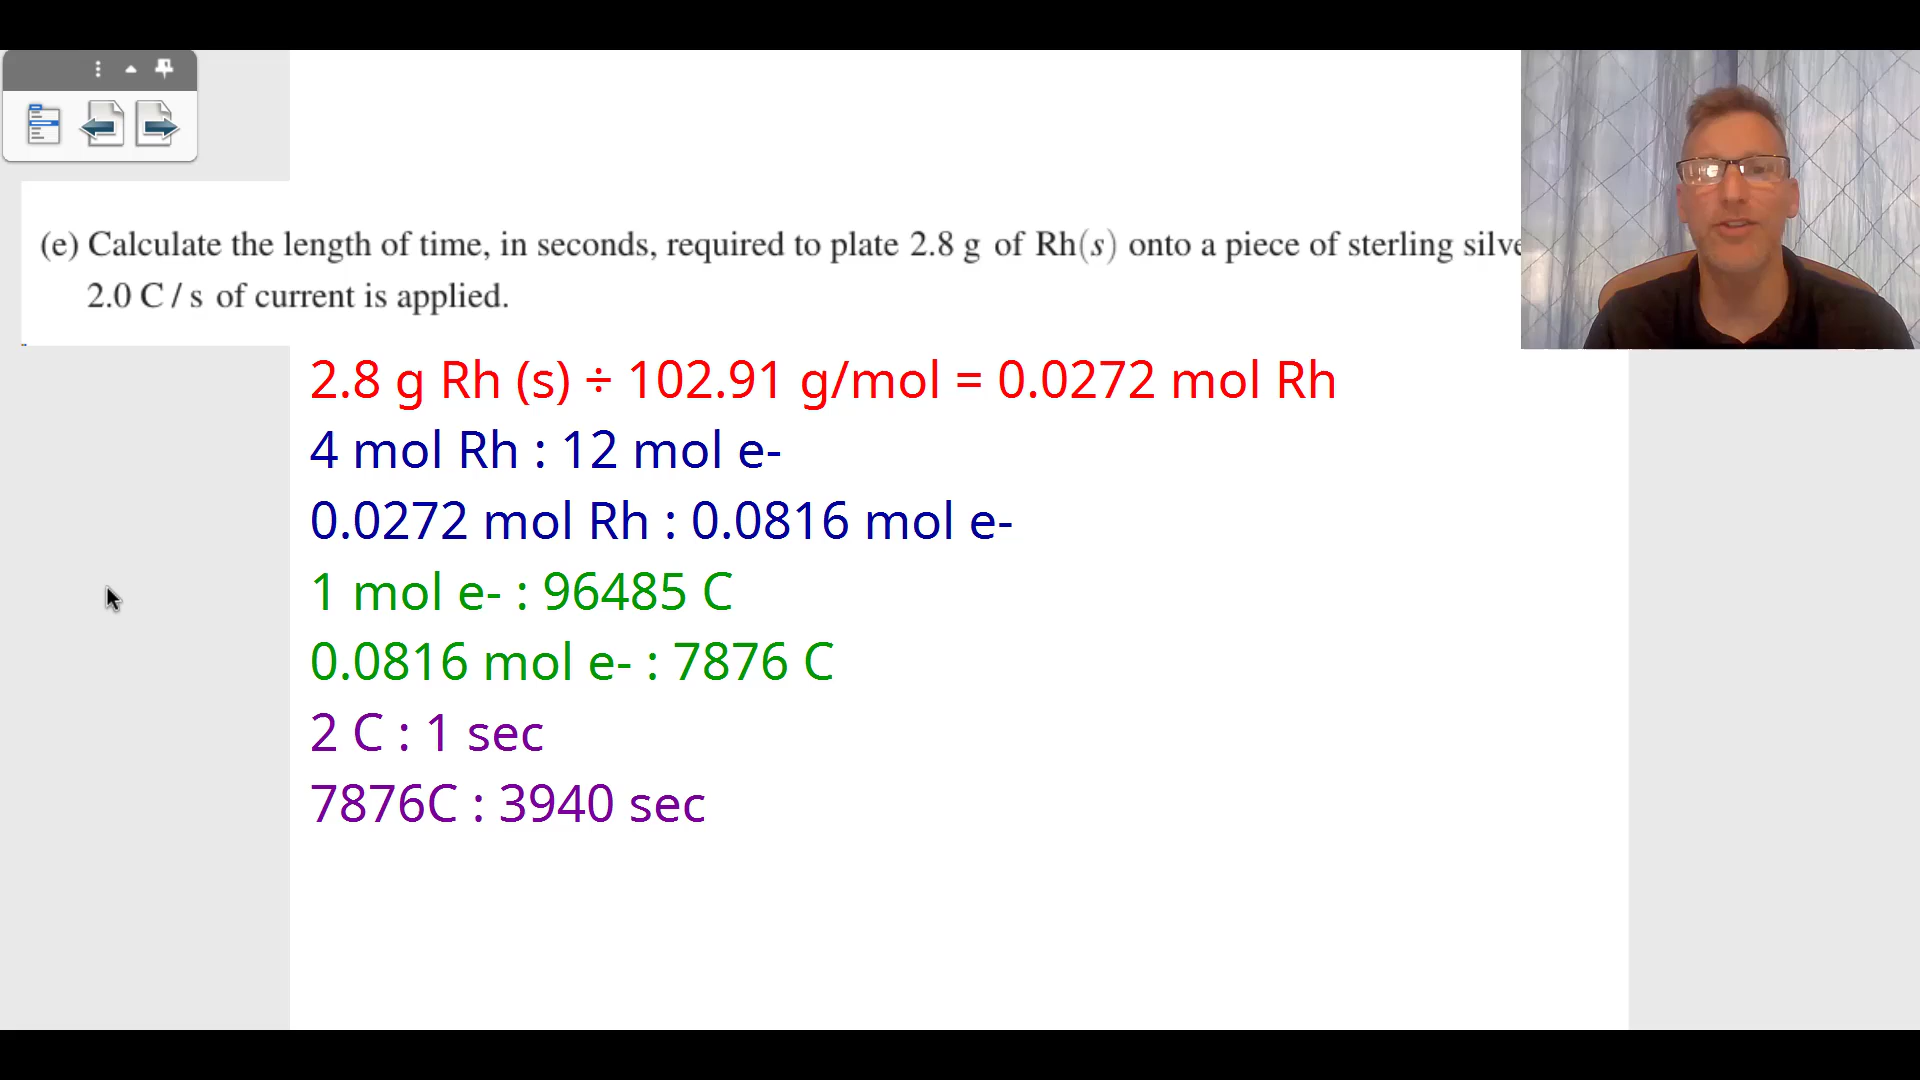 (e) Calculate the length of time, in seconds, required to plate 2.8 g of Rh(s) onto a piece of sterling silve
2.0 C / s of current is applied.
2.8 g Rh (s) ÷ 102.91 g/mol = 0.0272 mol Rh
4 mol Rh : 12 mol e-
0.0272 mol Rh : 0.0816 mol e-
1 mol e- : 96485 C
0.0816 mol e- : 7876 C
2 C : 1 sec
7876C : 3940 sec